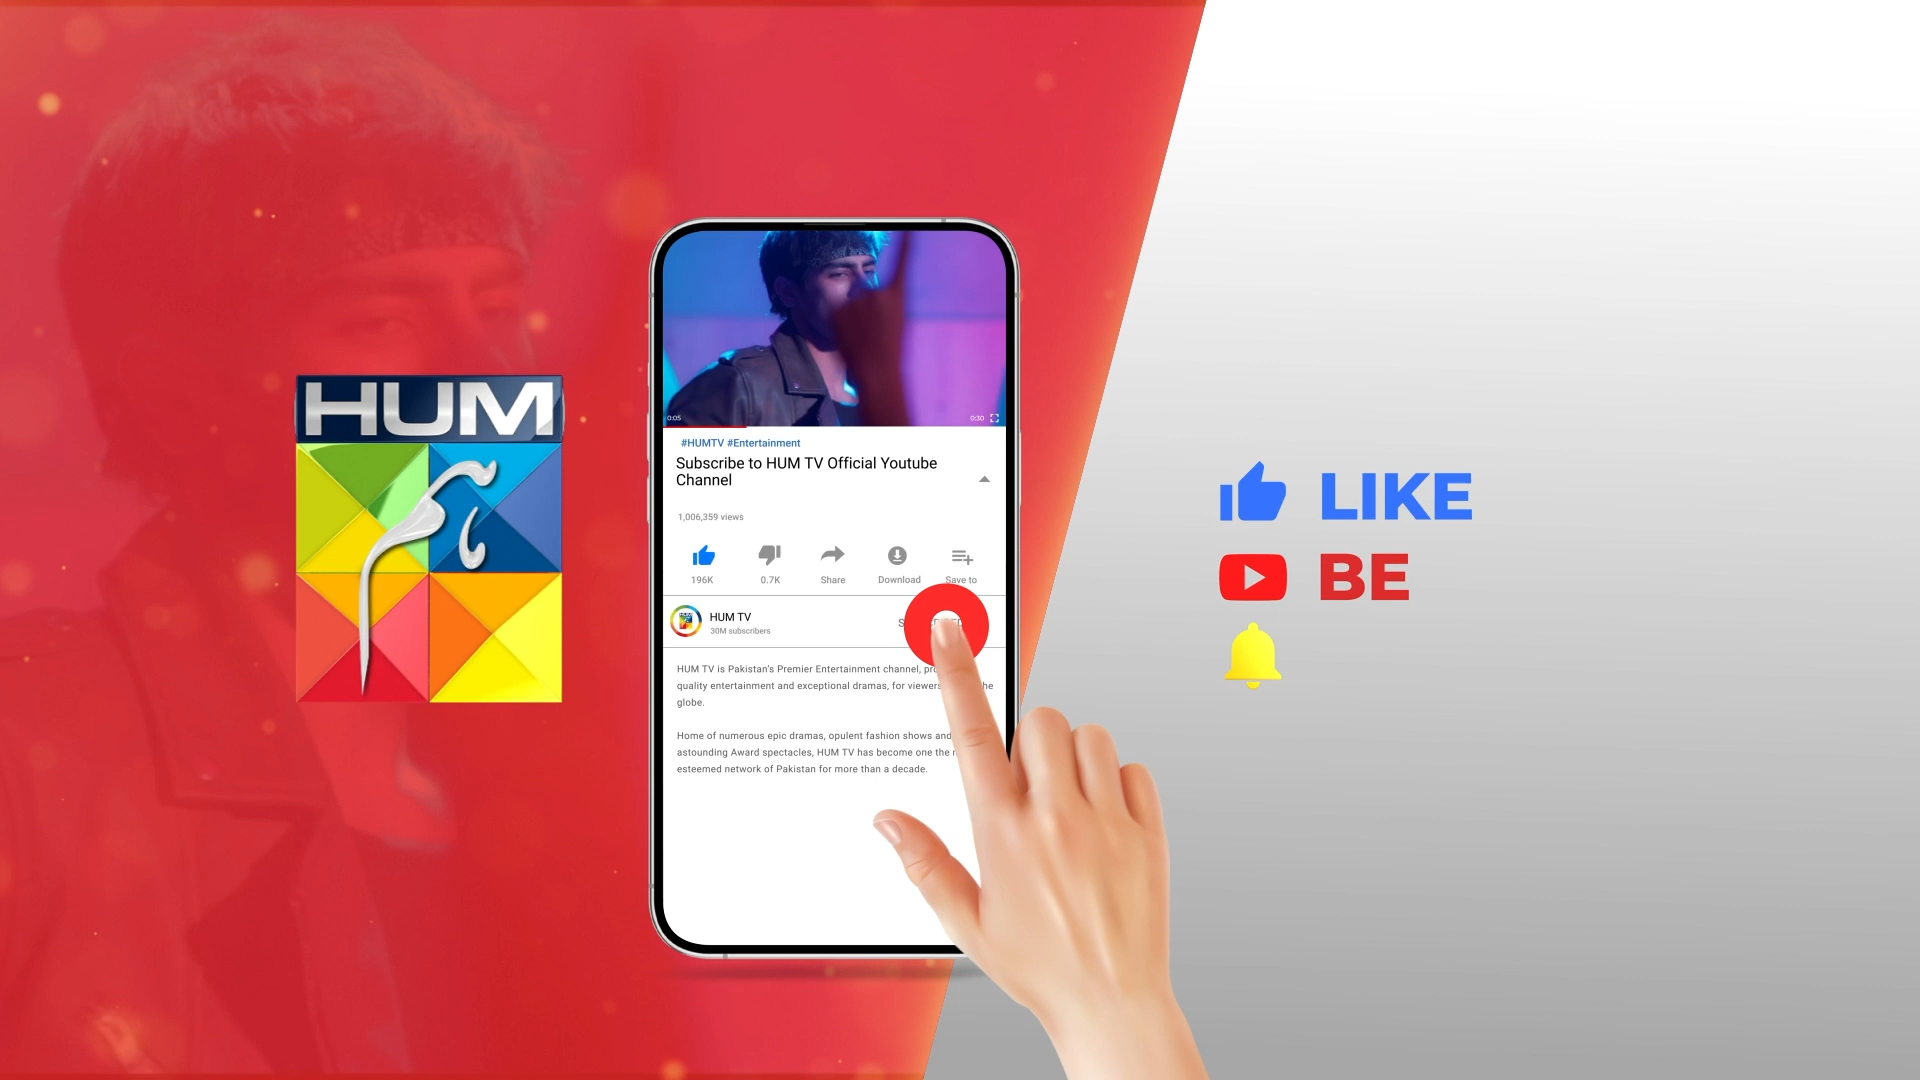 HUM
0:05
0:30
#HUMTV #Entertainment
Subscribe to HUM TV Official Youtube
Channel
1,006,359 views
196K
0.7K
Share
Download
Save to
HUM TV
30M subscribers
HUM TV is Pakistan's Premier Entertainment channel,
quality entertainment and exceptional dramas, for viewers
globe.
Home of numerous epic dramas, opulent fashion shows and
astounding Award spectacles, HUM TV has become one the
esteemed network of Pakistan for more than a decade.
LIKE
BE